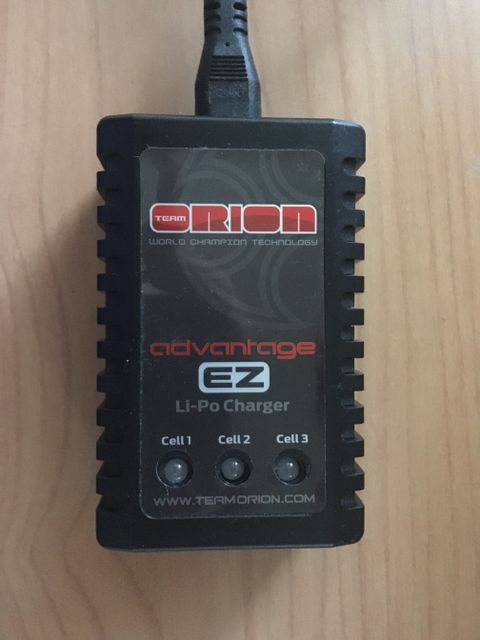 TEAM ORION
WORLD CHAMPION TECHNOLOGY
advantage
EZ
Li-Po Charger
Cell 1 Cell 2 Cell 3
WWW.TEAMORION.COM